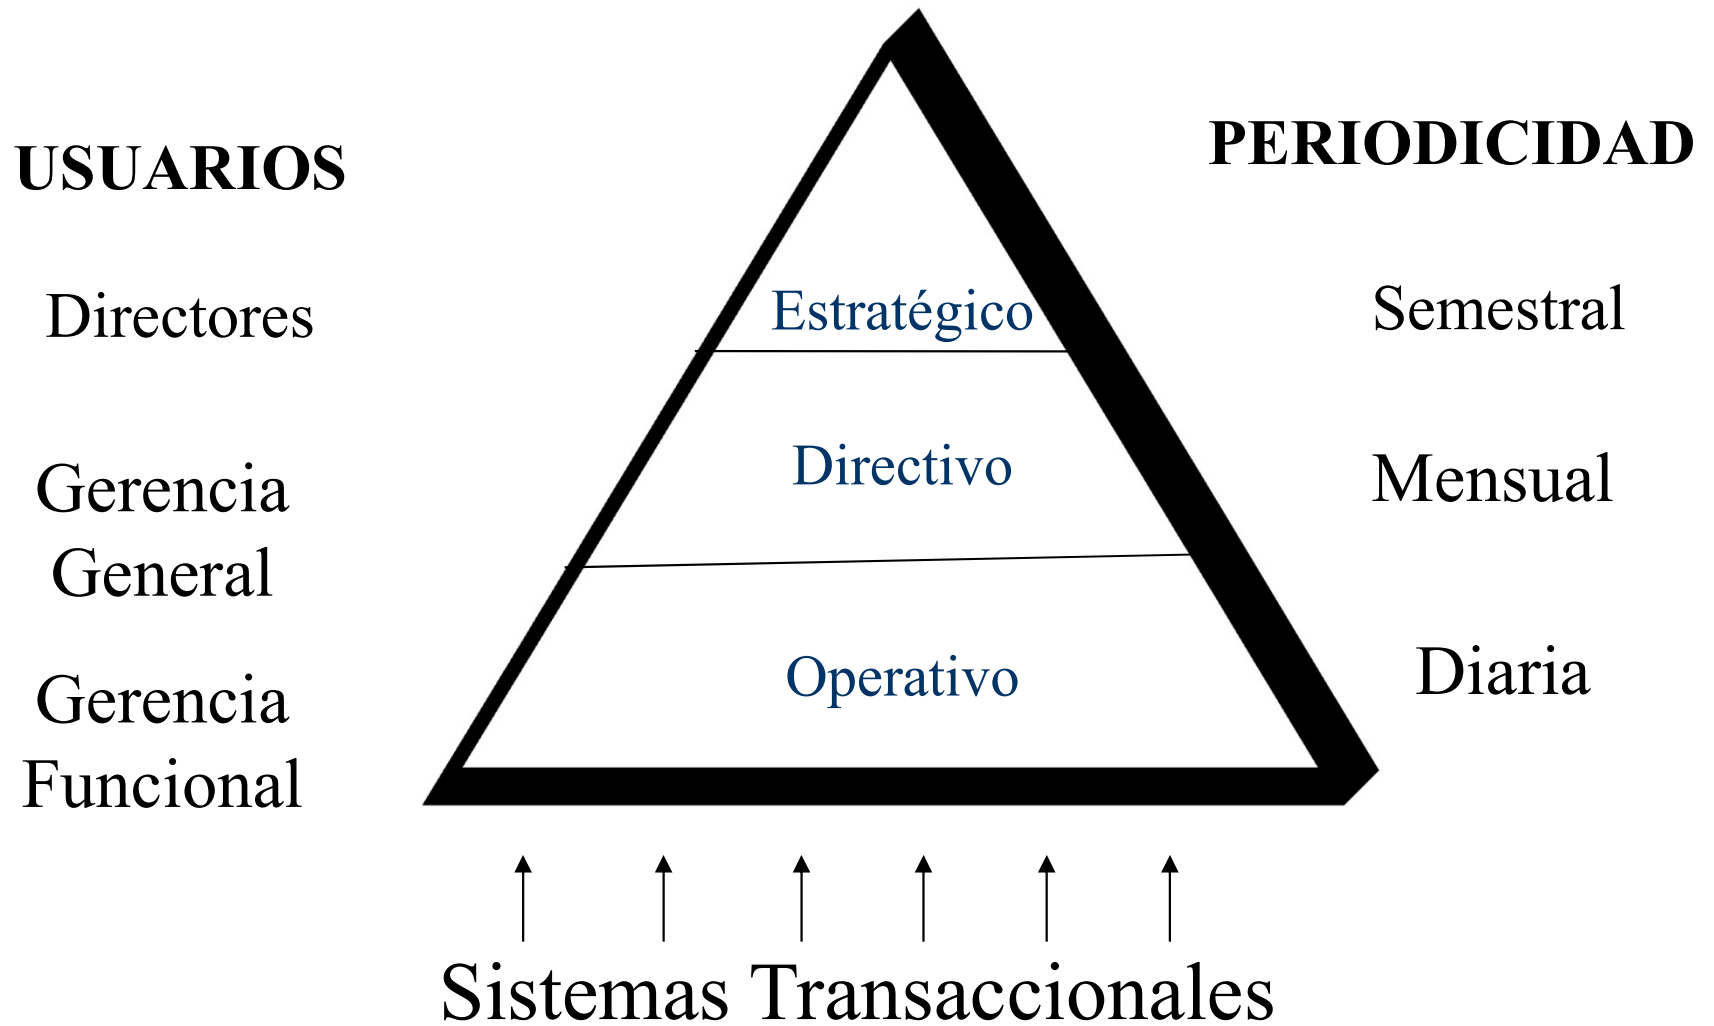 USUARIOS
PERIODICIDAD
Directores
Estratégico
Semestral
Gerencia
General
Directivo
Mensual
Gerencia
Funcional
Operativo
Diaria
Sistemas Transaccionales